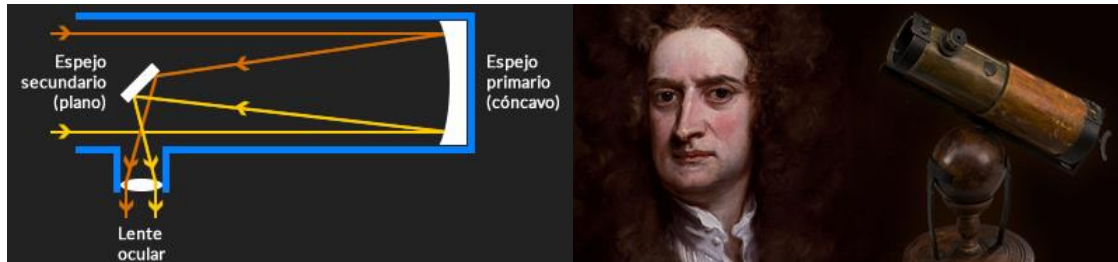 Espejo
secundario
(plano)
Espejo
primario
(cóncavo)
Lente
ocular